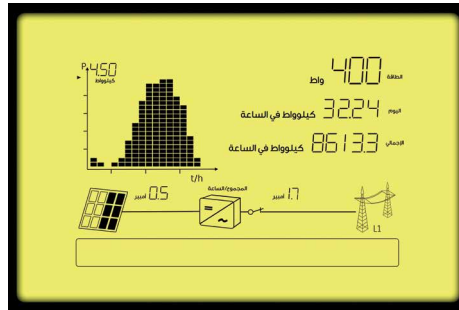 P 4.50
كيلوواط
الطاقة 400 واط
اليوم 32.24 كيلوواط في الساعة
الإجمالي 8613.3 كيلوواط في الساعة
t/h
0.5 أمبير
المجموع/الساعة
1.7 أمبير
L1